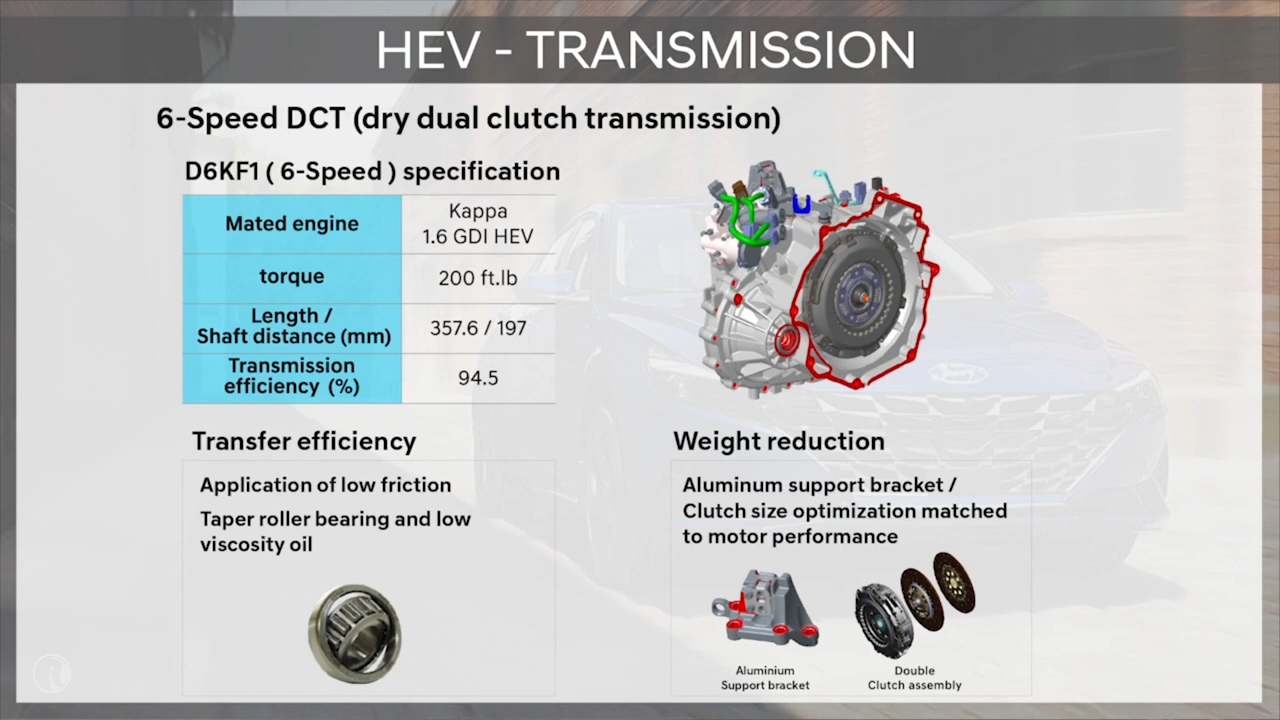 HEV - TRANSMISSION
6-Speed DCT (dry dual clutch transmission)
D6KF1 ( 6-Speed ) specification
Mated engine
Kappa
1.6 GDI HEV
torque
200 ft.lb
Length /
Shaft distance (mm)
357.6 / 197
Transmission
efficiency (%)
94.5
Transfer efficiency
Application of low friction
Taper roller bearing and low
viscosity oil
Weight reduction
Aluminum support bracket /
Clutch size optimization matched
to motor performance
Aluminium
Support bracket
Double
Clutch assembly